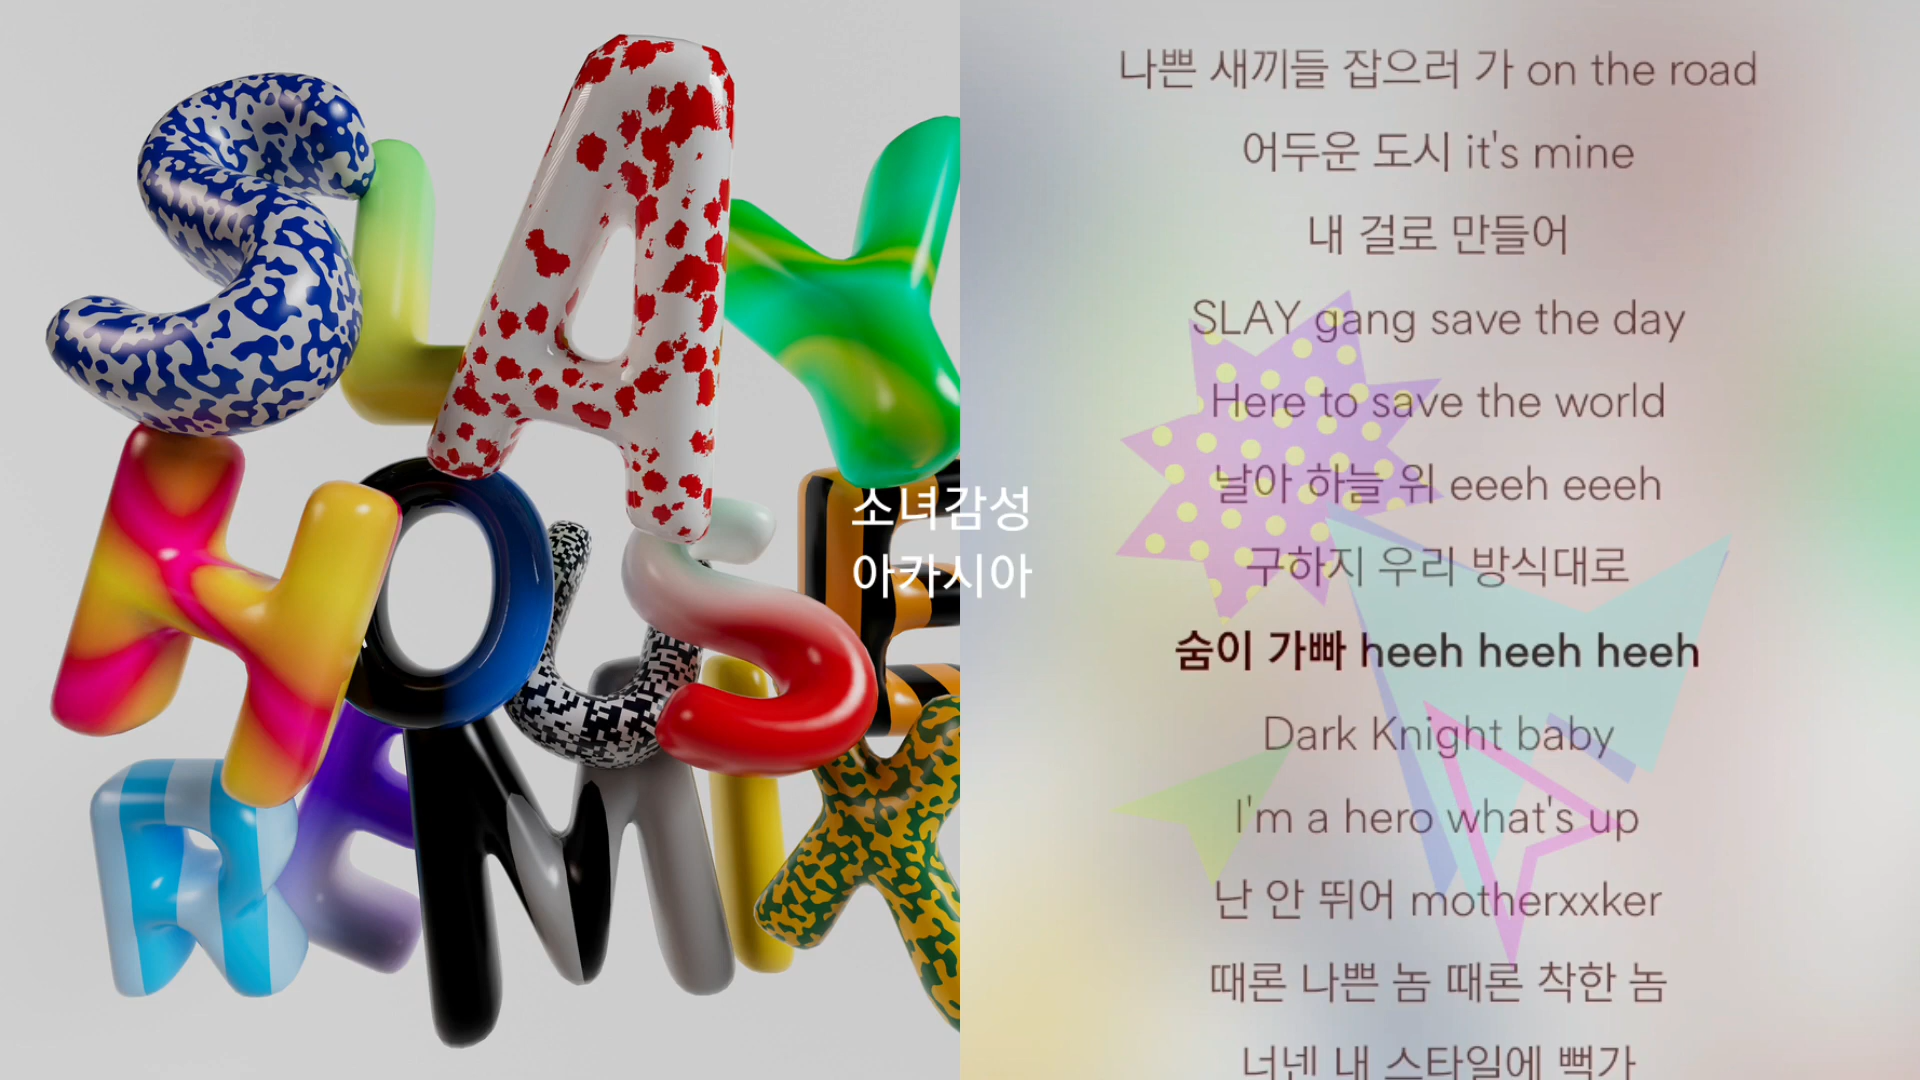 SLAY
HOUSE
REMIX
소녀감성
아카시아
나쁜 새끼들 잡으러 가 on the road
어두운 도시 it's mine
내 걸로 만들어
SLAY gang save the day
Here to save the world
날아 하늘 위 eeeh eeeh
구하지 우리 방식대로
숨이 가빠 heeh heeh heeh
Dark Knight baby
I'm a hero what's up
난 안 뛰어 motherxxker
때론 나쁜 놈 때론 착한 놈
너넨 내 스타일에 뻑가